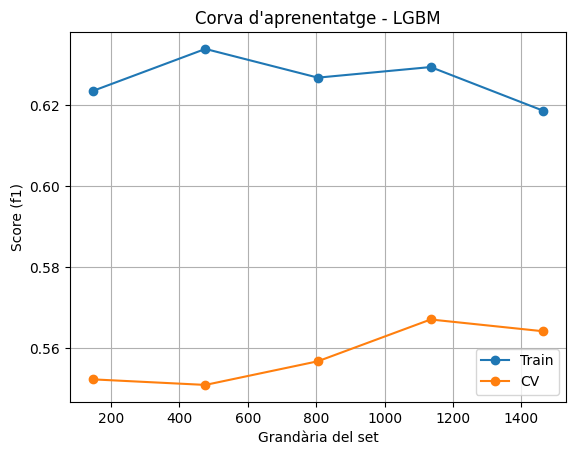 Corva d'aprenentatge - LGBM
Score (f1)
0.62
0.60
0.58
0.56
200 400 600 800 1000 1200 1400
Grandària del set
Train
CV